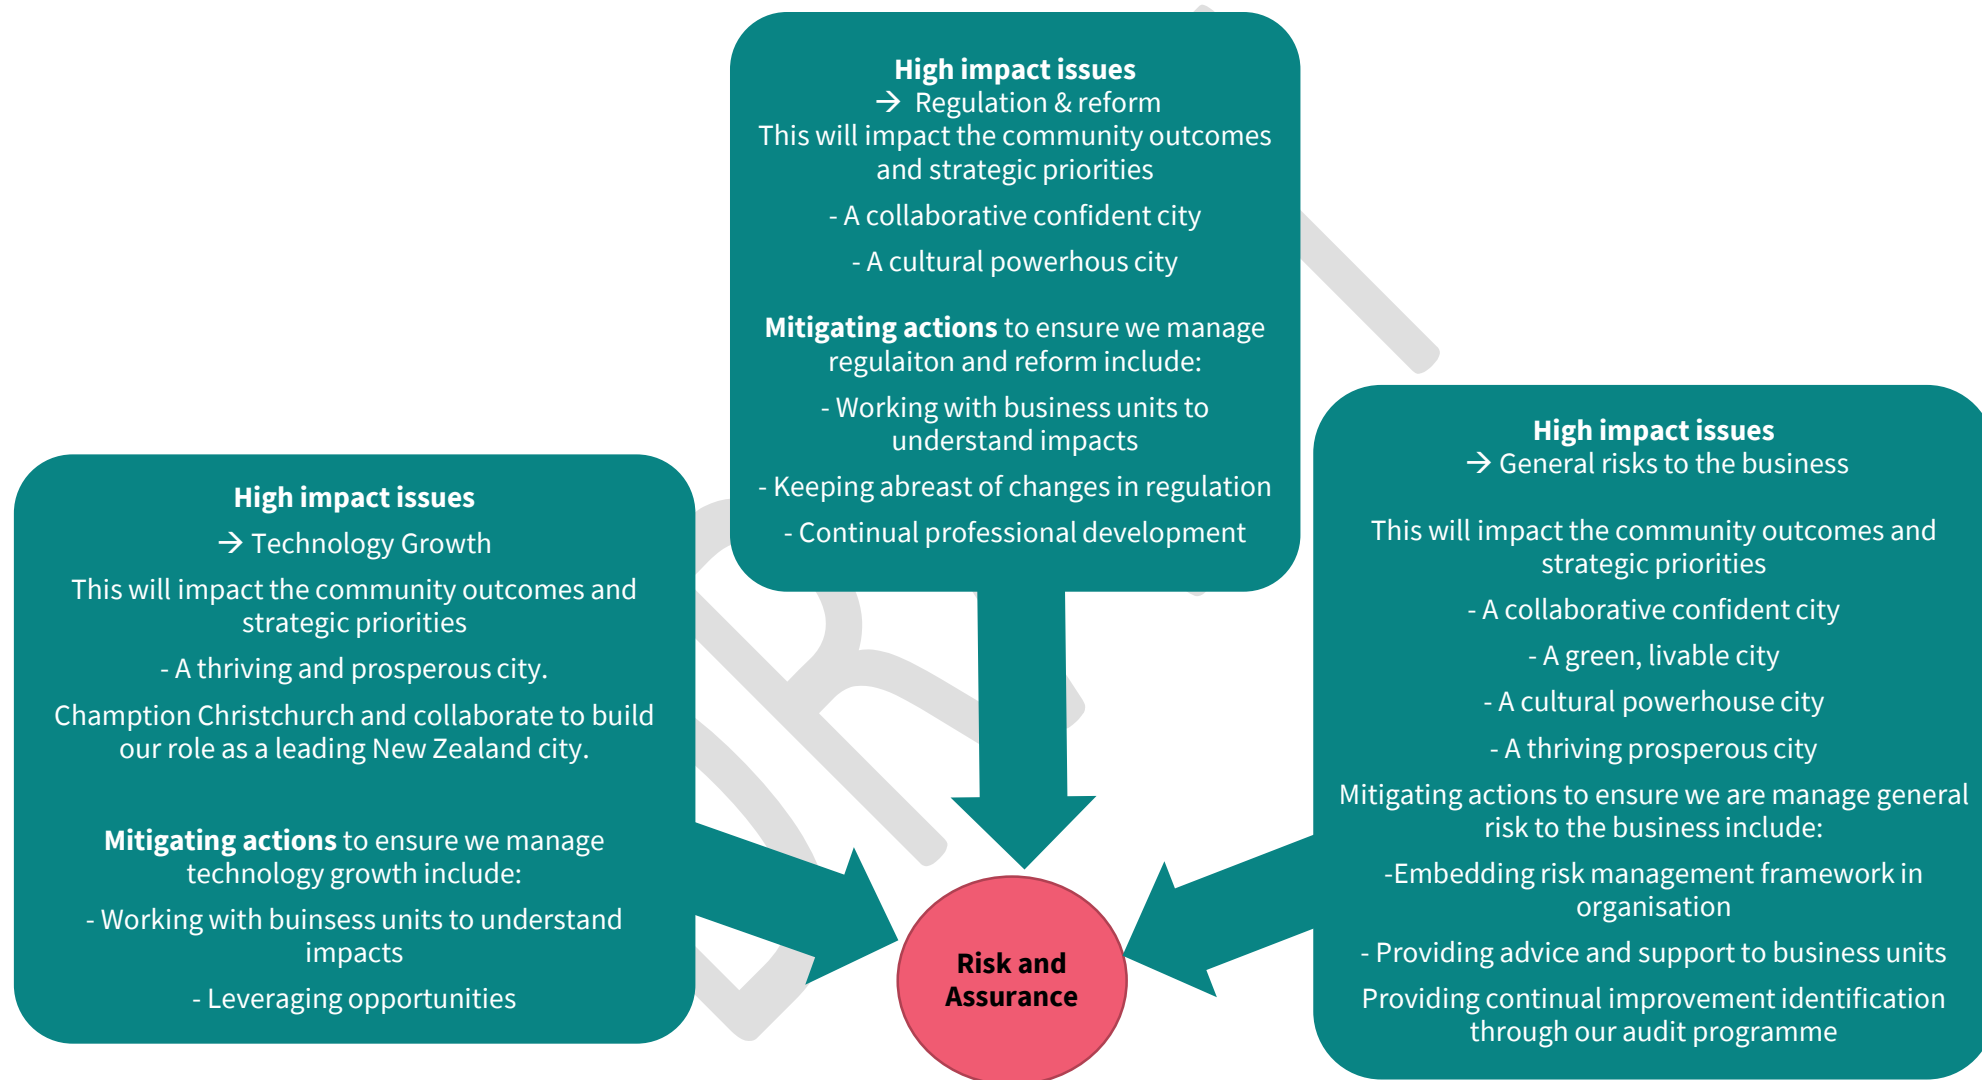 High impact issues
→ Technology Growth
This will impact the community outcomes and
strategic priorities
- A thriving and prosperous city.
Chamption Christchurch and collaborate to build
our role as a leading New Zealand city.
Mitigating actions to ensure we manage
technology growth include:
- Working with buinsess units to understand
impacts
- Leveraging opportunities
High impact issues
→ Regulation & reform
This will impact the community outcomes
and strategic priorities
- A collaborative confident city
- A cultural powerhous city
Mitigating actions to ensure we manage
regulaiton and reform include:
- Working with business units to
understand impacts
- Keeping abreast of changes in regulation
- Continual professional development
High impact issues
→ General risks to the business
This will impact the community outcomes and
strategic priorities
- A collaborative confident city
- A green, livable city
- A cultural powerhouse city
- A thriving prosperous city
Mitigating actions to ensure we are manage general
risk to the business include:
-Embedding risk management framework in
organisation
- Providing advice and support to business units
Providing continual improvement identification
through our audit programme
Risk and
Assurance